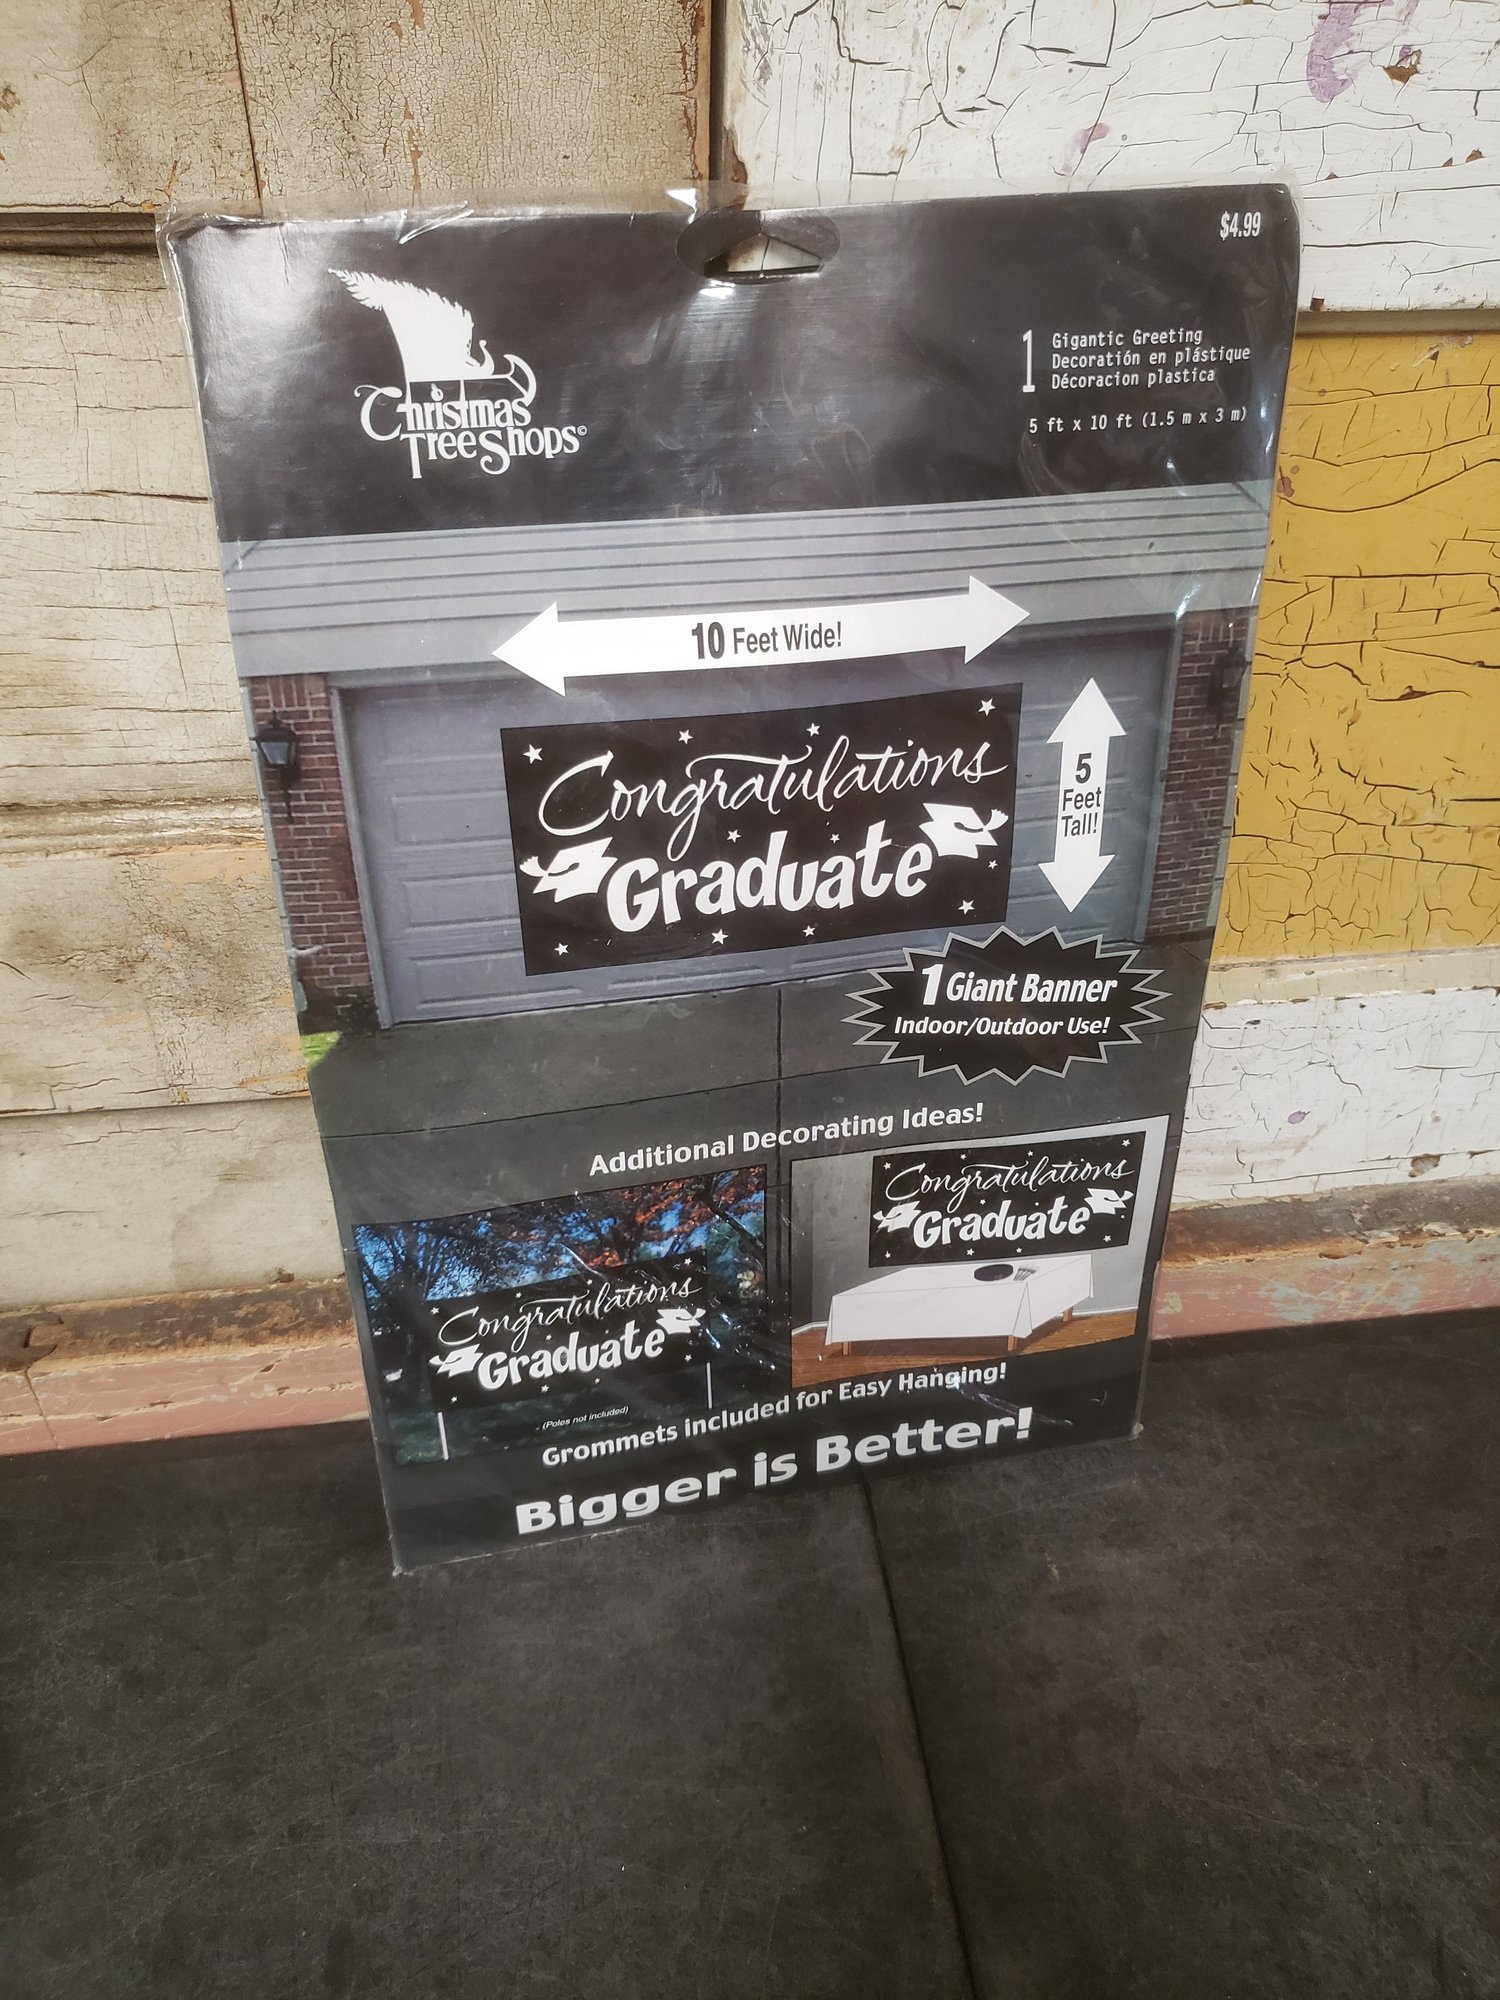 $4.99
Christmas
Tree Shops©
1 Gigantic Greeting
Decoratión en plástique
Décoracion plastica
5 ft x 10 ft (1.5 m x 3 m)
10 Feet Wide!
5
Feet
Tall!
Congratulations
Graduate
1 Giant Banner
Indoor/Outdoor Use!
Additional Decorating Ideas!
Congratulations
Graduate
(Poles not included)
Congratulations
Graduate
Grommets included for Easy Hanging!
Bigger is Better!